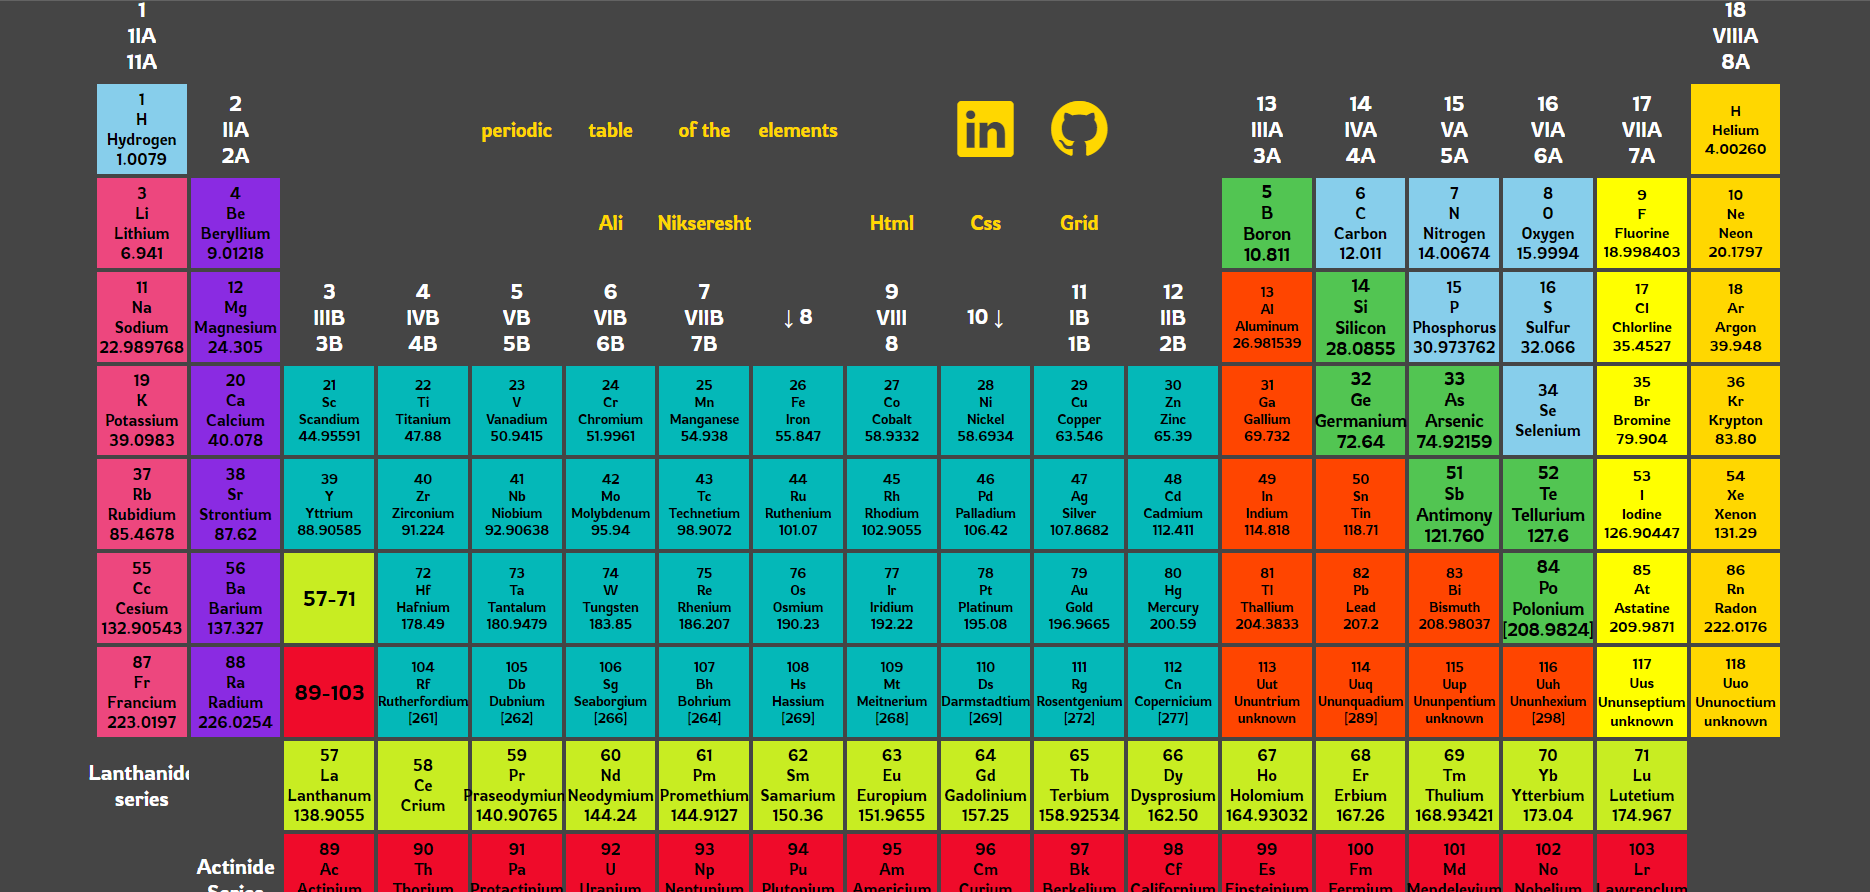 1
1IA
11A
18
VIIIA
8A
1
H
Hydrogen
1.0079
2
IIA
2A
periodic table of the elements
in
13
IIIA
3A
14
IVA
4A
15
VA
5A
16
VIA
6A
17
VIIA
7A
H
Helium
4.00260
3
Li
Lithium
6.941
4
Be
Beryllium
9.01218
Ali Nikseresht Html Css Grid
5
B
Boron
10.811
6
C
Carbon
12.011
7
N
Nitrogen
14.00674
8
O
Oxygen
15.9994
9
F
Fluorine
18.998403
10
Ne
Neon
20.1797
11
Na
Sodium
22.989768
12
Mg
Magnesium
24.305
3
IIIB
3B
4
IVB
4B
5
VB
5B
6
VIB
6B
7
VIIB
7B
↓ 8
9
VIII
8
10 ↓
11
IB
1B
12
IIB
2B
13
Al
Aluminum
26.981539
14
Si
Silicon
28.0855
15
P
Phosphorus
30.973762
16
S
Sulfur
32.066
17
Cl
Chlorline
35.4527
18
Ar
Argon
39.948
19
K
Potassium
39.0983
20
Ca
Calcium
40.078
21
Sc
Scandium
44.95591
22
Ti
Titanium
47.88
23
V
Vanadium
50.9415
24
Cr
Chromium
51.9961
25
Mn
Manganese
54.938
26
Fe
Iron
55.847
27
Co
Cobalt
58.9332
28
Ni
Nickel
58.6934
29
Cu
Copper
63.546
30
Zn
Zinc
65.39
31
Ga
Gallium
69.732
32
Ge
Germanium
72.64
33
As
Arsenic
74.92159
34
Se
Selenium
35
Br
Bromine
79.904
36
Kr
Krypton
83.80
37
Rb
Rubidium
85.4678
38
Sr
Strontium
87.62
39
Y
Yttrium
88.90585
40
Zr
Zirconium
91.224
41
Nb
Niobium
92.90638
42
Mo
Molybdenum
95.94
43
Tc
Technetium
98.9072
44
Ru
Ruthenium
101.07
45
Rh
Rhodium
102.9055
46
Pd
Palladium
106.42
47
Ag
Silver
107.8682
48
Cd
Cadmium
112.411
49
In
Indium
114.818
50
Sn
Tin
118.71
51
Sb
Antimony
121.760
52
Te
Tellurium
127.6
53
I
Iodine
126.90447
54
Xe
Xenon
131.29
55
Cc
Cesium
132.90543
56
Ba
Barium
137.327
57-71
72
Hf
Hafnium
178.49
73
Ta
Tantalum
180.9479
74
W
Tungsten
183.85
75
Re
Rhenium
186.207
76
Os
Osmium
190.23
77
Ir
Iridium
192.22
78
Pt
Platinum
195.08
79
Au
Gold
196.9665
80
Hg
Mercury
200.59
81
Tl
Thallium
204.3833
82
Pb
Lead
207.2
83
Bi
Bismuth
208.98037
84
Po
Polonium
[208.9824]
85
At
Astatine
209.9871
86
Rn
Radon
222.0176
87
Fr
Francium
223.0197
88
Ra
Radium
226.0254
89-103
104
Rf
Rutherfordium
[261]
105
Db
Dubnium
[262]
106
Sg
Seaborgium
[266]
107
Bh
Bohrium
[264]
108
Hs
Hassium
[269]
109
Mt
Meitnerium
[268]
110
Ds
Darmstadtium
[269]
111
Rg
Rosentgenium
[272]
112
Cn
Copernicium
[277]
113
Uut
Ununtrium
unknown
114
Uuq
Ununquadium
[289]
115
Uup
Ununpentium
unknown
116
Uuh
Ununhexium
[298]
117
Uus
Ununseptium
unknown
118
Uuo
Ununoctium
unknown
Lanthanide
series
57
La
Lanthanum
138.9055
58
Ce
Crium
59
Pr
Praseodymium
140.90765
60
Nd
Neodymium
144.24
61
Pm
Promethium
144.9127
62
Sm
Samarium
150.36
63
Eu
Europium
151.9655
64
Gd
Gadolinium
157.25
65
Tb
Terbium
158.92534
66
Dy
Dysprosium
162.50
67
Ho
Holomium
164.93032
68
Er
Erbium
167.26
69
Tm
Thulium
168.93421
70
Yb
Ytterbium
173.04
71
Lu
Lutetium
174.967
Actinide
Series
89
Ac
Actinium
90
Th
Thorium
91
Pa
Protactinium
92
U
Uranium
93
Np
Neptunium
94
Pu
Plutonium
95
Am
Americium
96
Cm
Curium
97
Bk
Berkelium
98
Cf
Californium
99
Es
Einsteinium
100
Fm
Fermium
101
Md
Mendelevium
102
No
Nobelium
103
Lr
Lawrencium